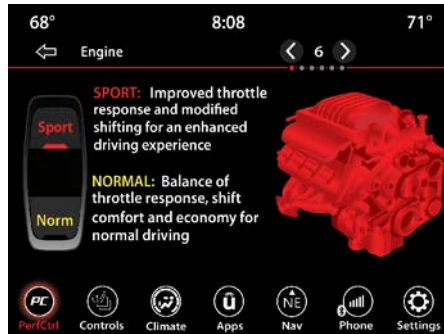 68° 8:08 71°
Engine 6
SPORT: Improved throttle
response and modified
shifting for an enhanced
driving experience
Sport
NORMAL: Balance of
throttle response, shift
comfort and economy for
normal driving
Norm
PC û NE
PerfCtrl Controls Climate Apps Nav Phone Settings